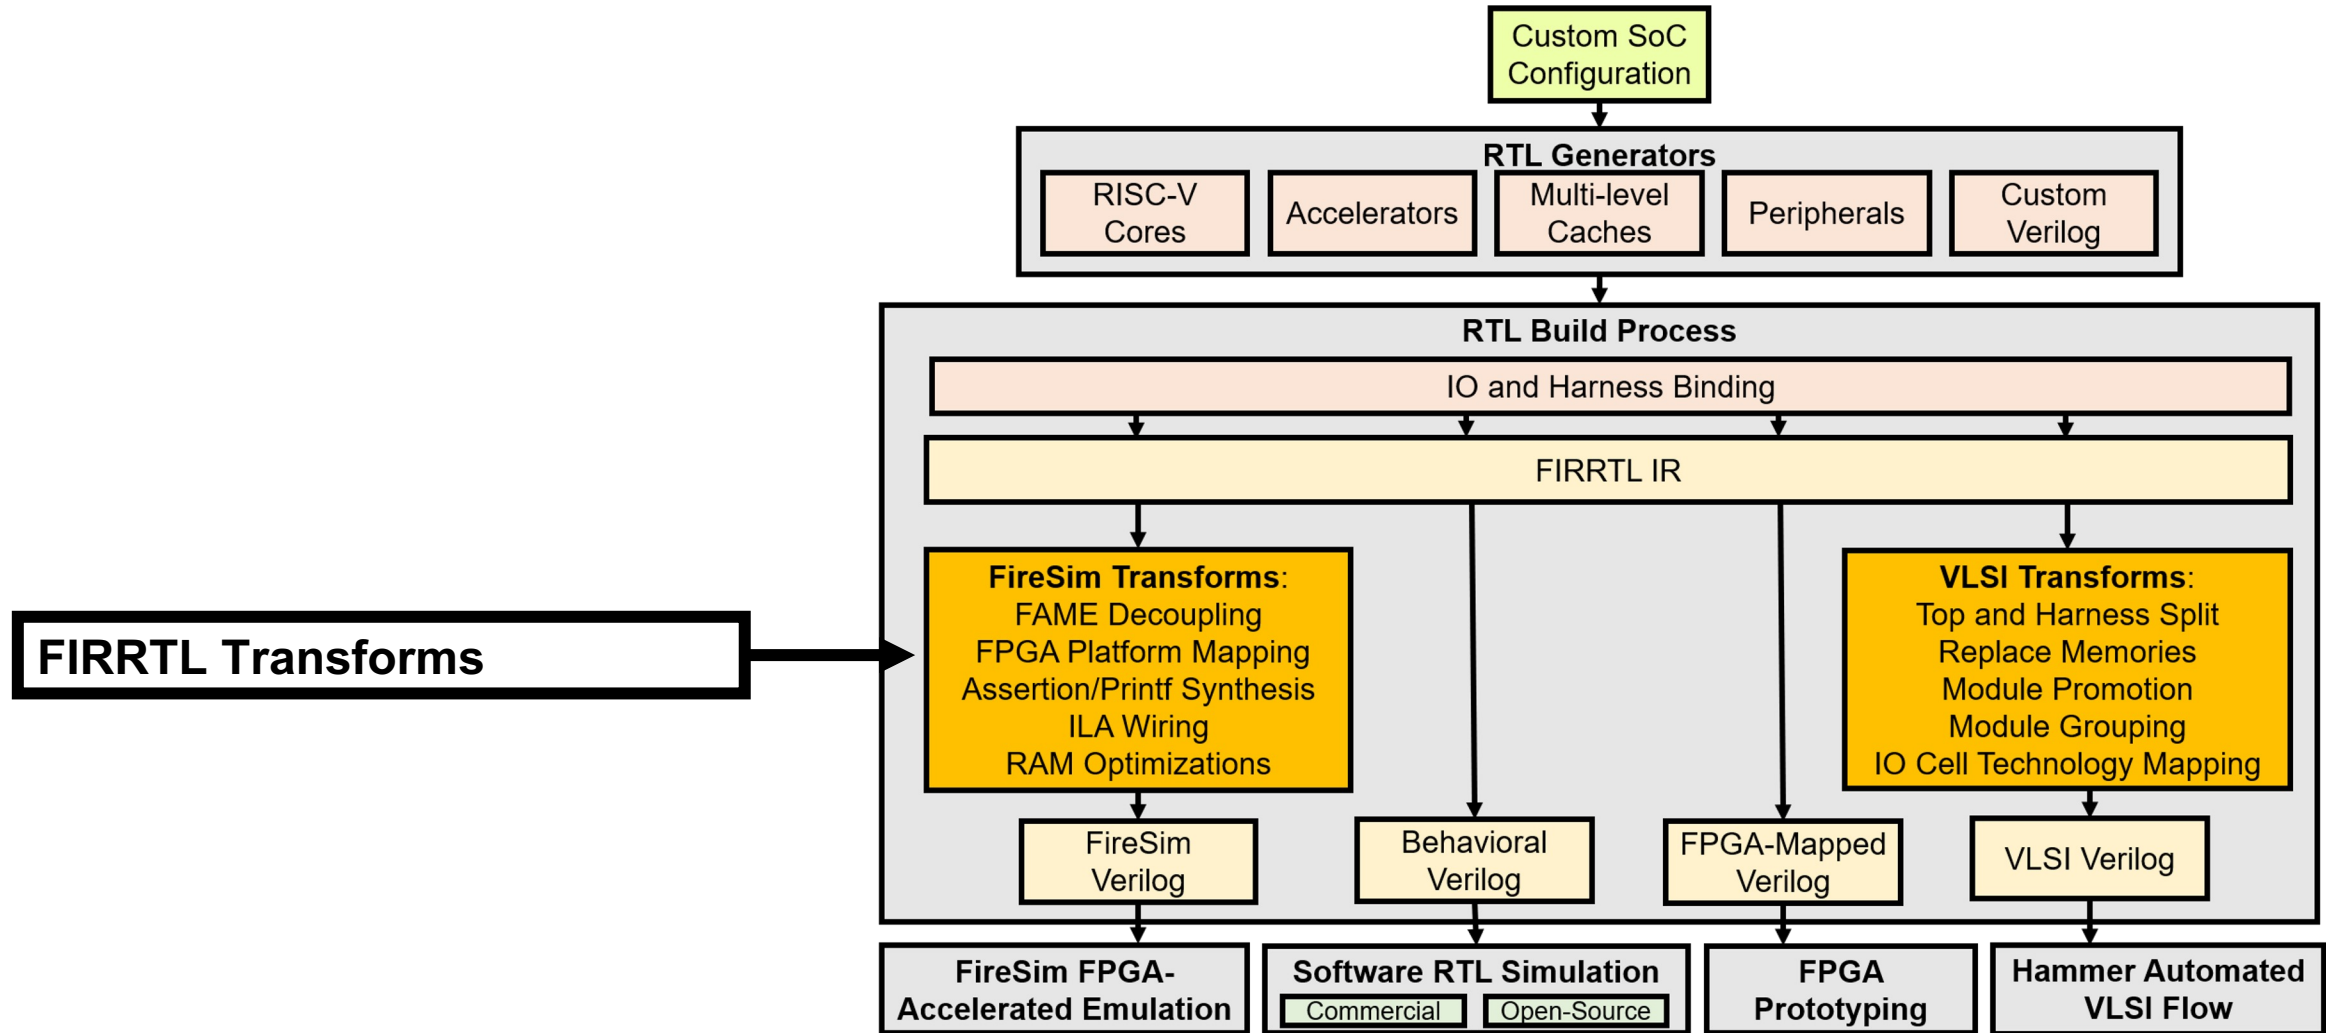 Custom SoC
Configuration
RTL Generators
RISC-V
Cores
Accelerators
Multi-level
Caches
Peripherals
Custom
Verilog
RTL Build Process
IO and Harness Binding
FIRRTL IR
FIRRTL Transforms
FireSim Transforms:
FAME Decoupling
FPGA Platform Mapping
Assertion/Printf Synthesis
ILA Wiring
RAM Optimizations
VLSI Transforms:
Top and Harness Split
Replace Memories
Module Promotion
Module Grouping
IO Cell Technology Mapping
FireSim
Verilog
Behavioral
Verilog
FPGA-Mapped
Verilog
VLSI Verilog
FireSim FPGA-
Accelerated Emulation
Software RTL Simulation
Commercial
Open-Source
FPGA
Prototyping
Hammer Automated
VLSI Flow